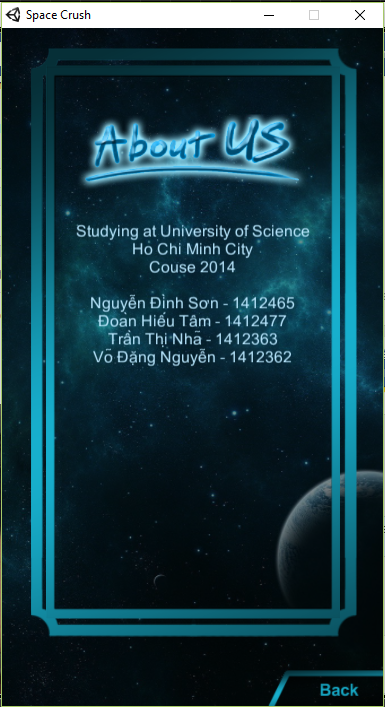 Space Crush
About US
Studying at University of Science
Ho Chi Minh City
Couse 2014
Nguyễn Đình Sơn - 1412465
Đoan Hiếu Tâm - 1412477
Trần Thị Nhã - 1412363
Võ Đặng Nguyễn - 1412362
Back